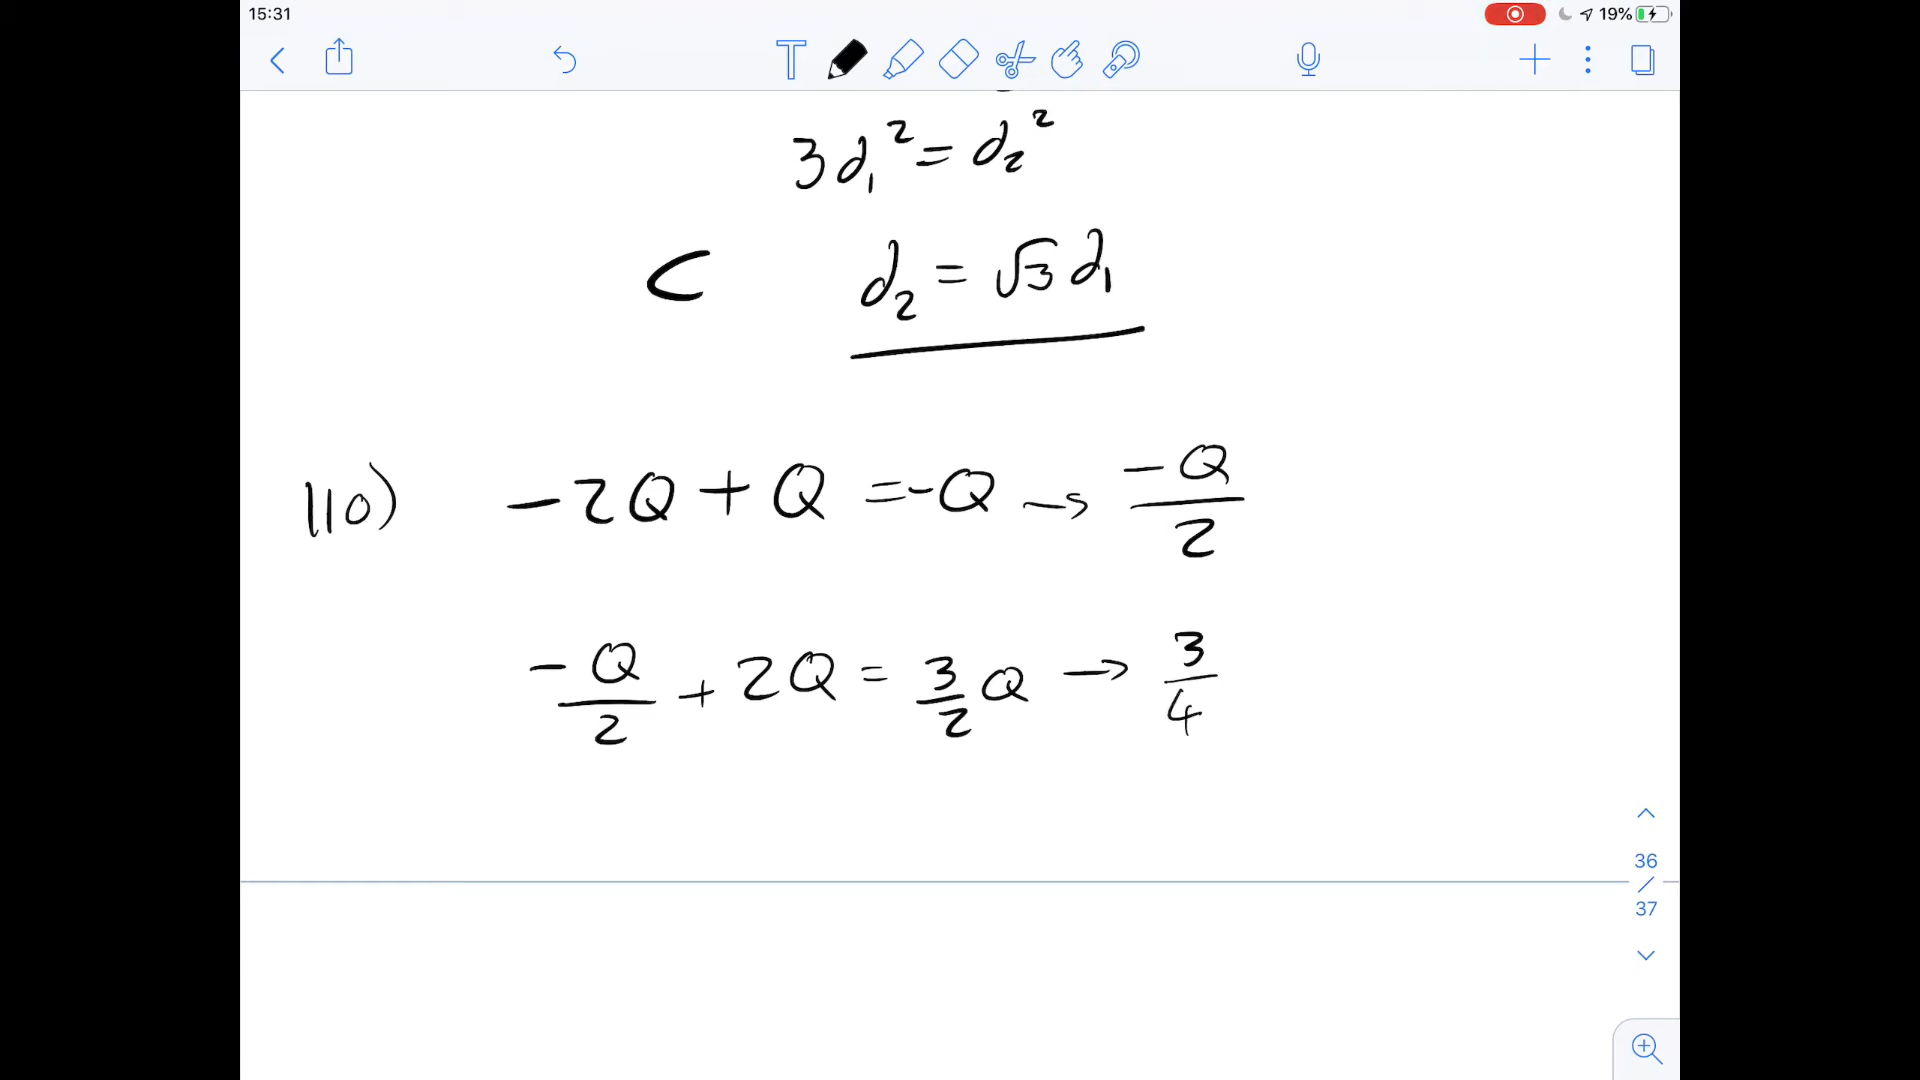 15:31
19%
T
3d₁² = d₂²
C d₂ = √3 d₁
110) -2Q + Q = -Q → -Q/2
-Q/2 + 2Q = 3/2 Q → 3/4
36
/
37